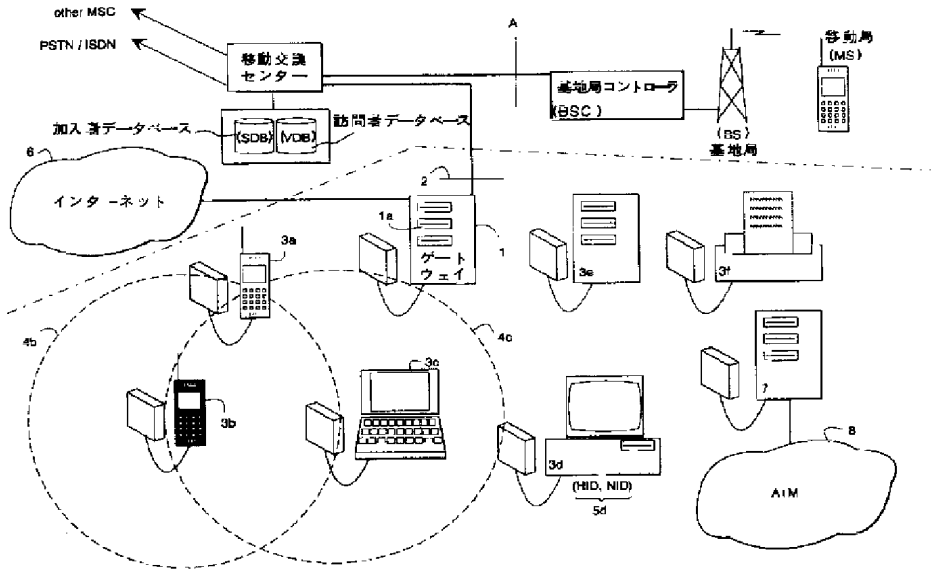 other MSC
PSTN / ISDN
移動交換
センター
A
基地局コントローラ
(BSC)
移動局
(MS)
(BS)
基地局
加入者データベース
(SDB)
(VDB)
訪問者データベース
6
インターネット
2
1a
1
ゲート
ウェイ
3a
3e
3f
4b
4c
3c
3b
7
3d
(HID, NID)
5d
8
ATM